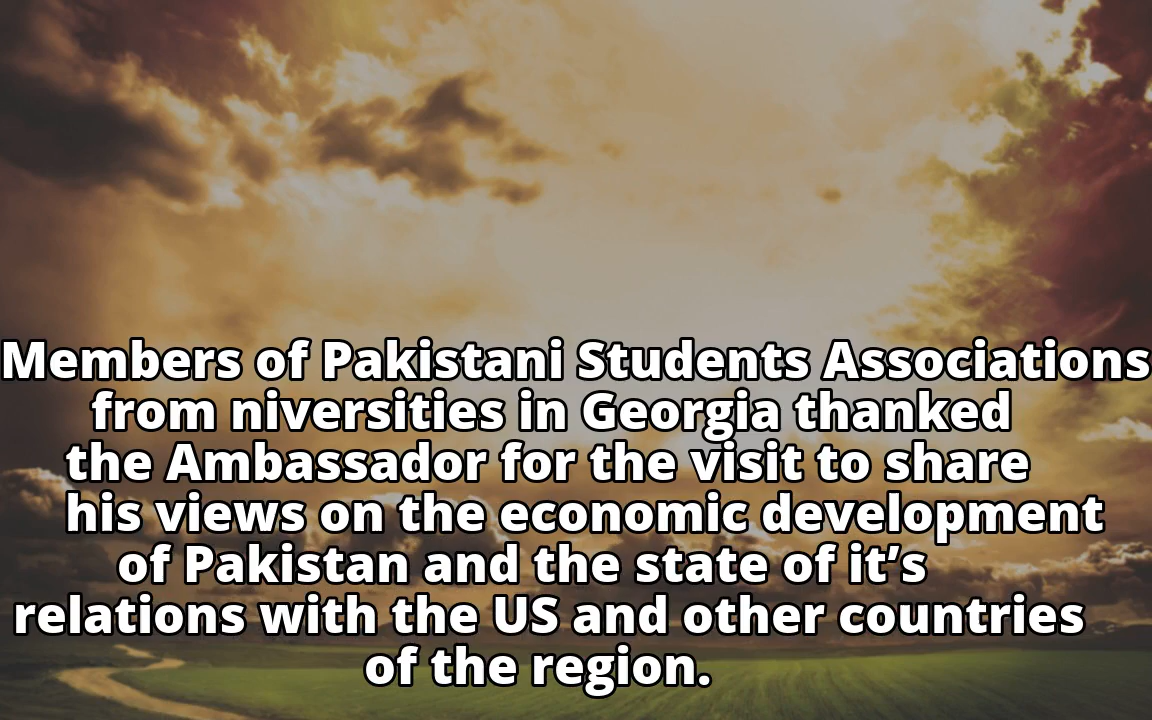 Members of Pakistani Students Associations
from niversities in Georgia thanked
the Ambassador for the visit to share
his views on the economic development
of Pakistan and the state of it’s
relations with the US and other countries
of the region.